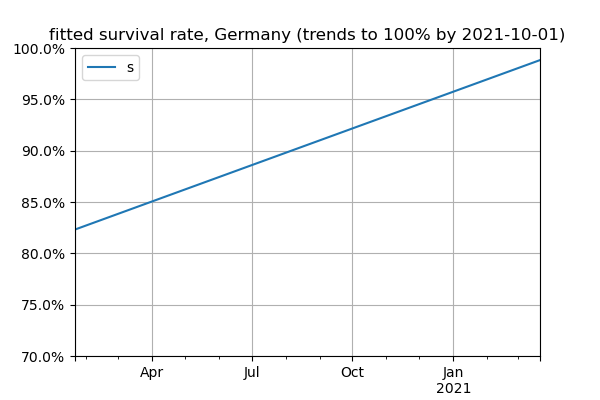 fitted survival rate, Germany (trends to 100% by 2021-10-01)
100.0%
s
95.0%
90.0%
85.0%
80.0%
75.0%
70.0%
Apr Jul Oct Jan
2021